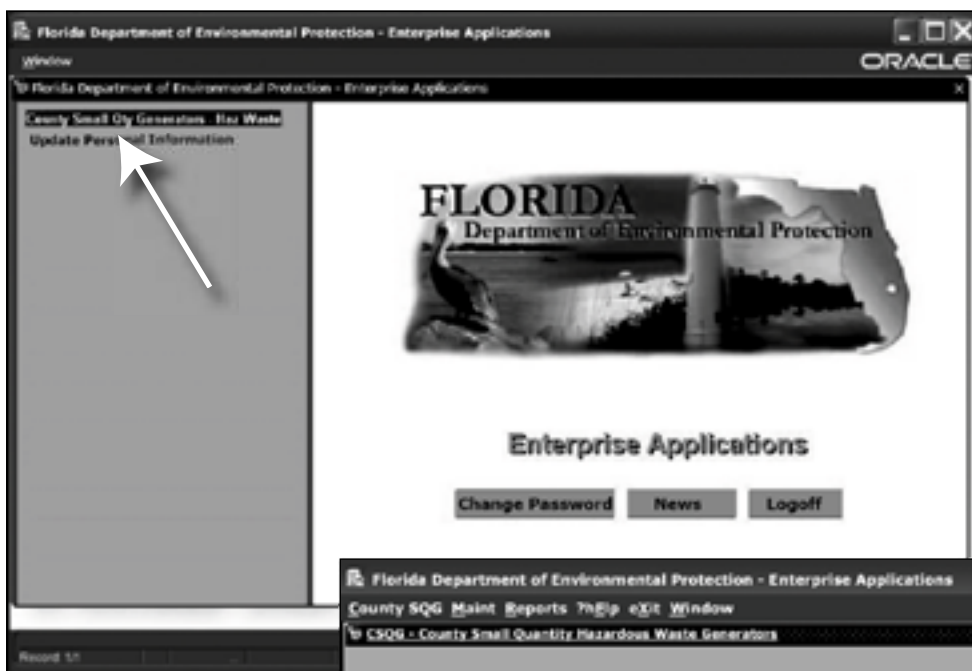 Florida Department of Environmental Protection - Enterprise Applications
Window
ORACLE
Florida Department of Environmental Protection - Enterprise Applications
County Small Qty Generators - Haz Waste
Update Personal Information
FLORIDA
Department of Environmental Protection
Enterprise Applications
Change Password News Logoff
Florida Department of Environmental Protection - Enterprise Applications
County SQG Maint Reports ?hElp eXit Window
CSQG - County Small Quantity Hazardous Waste Generators
Record: 1/1